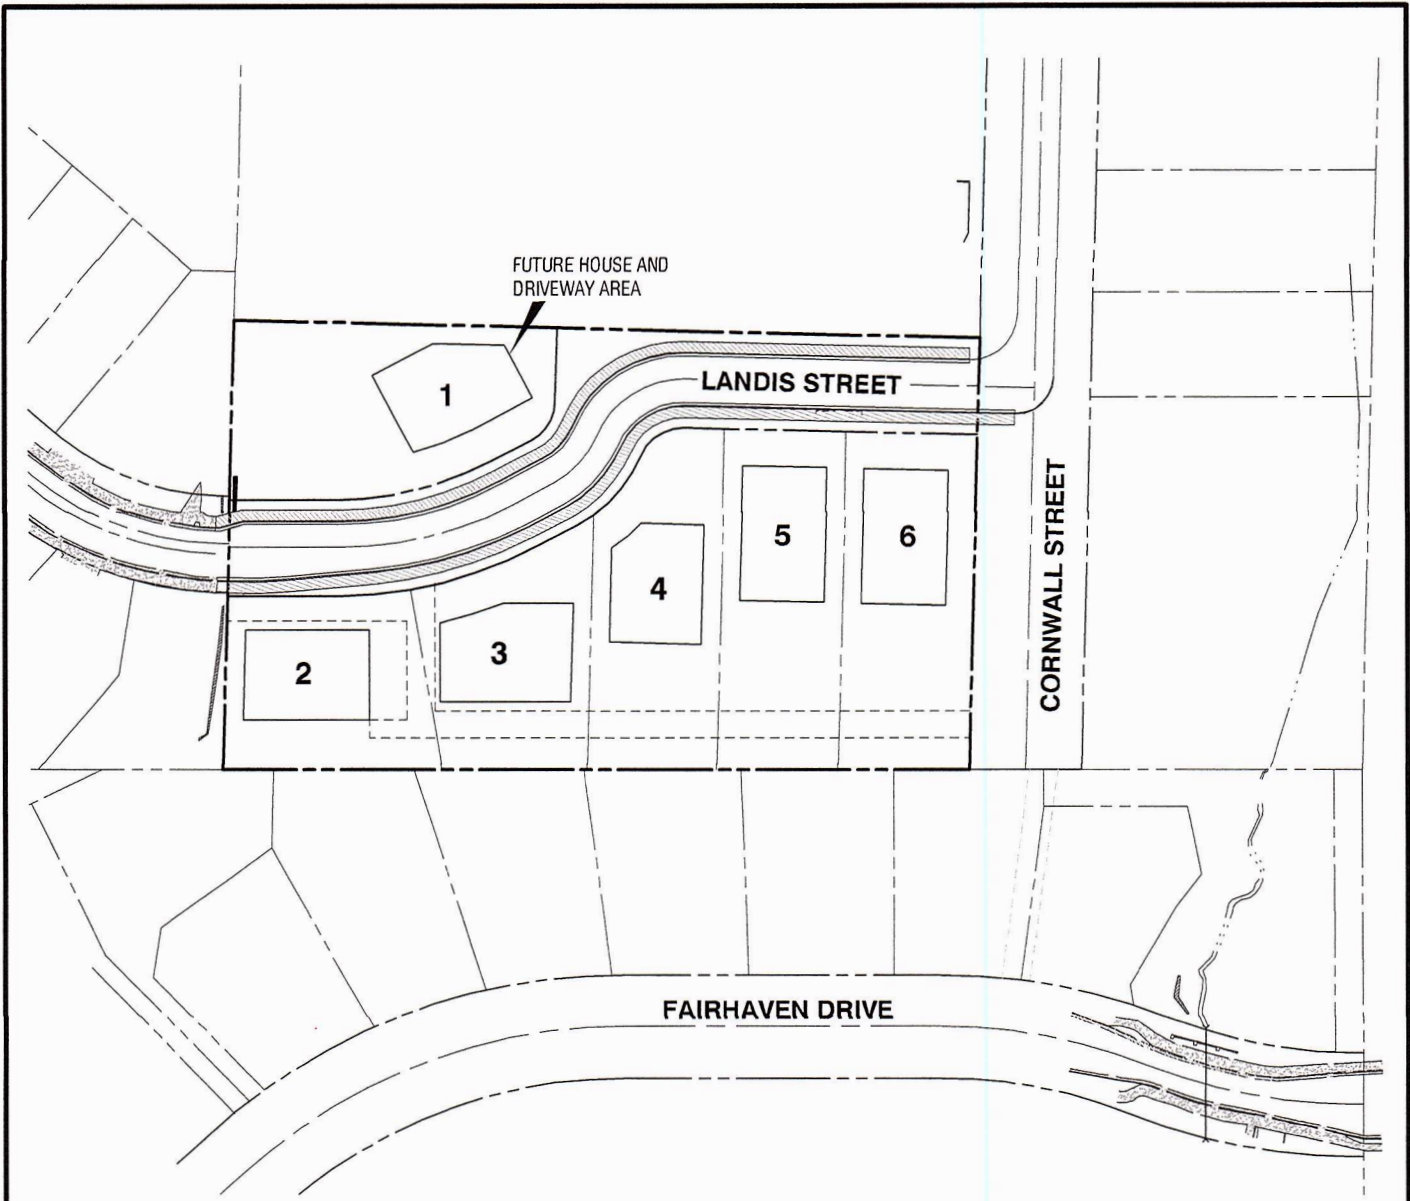 FUTURE HOUSE AND
DRIVEWAY AREA
1
LANDIS STREET
5
6
4
3
2
CORNWALL STREET
FAIRHAVEN DRIVE